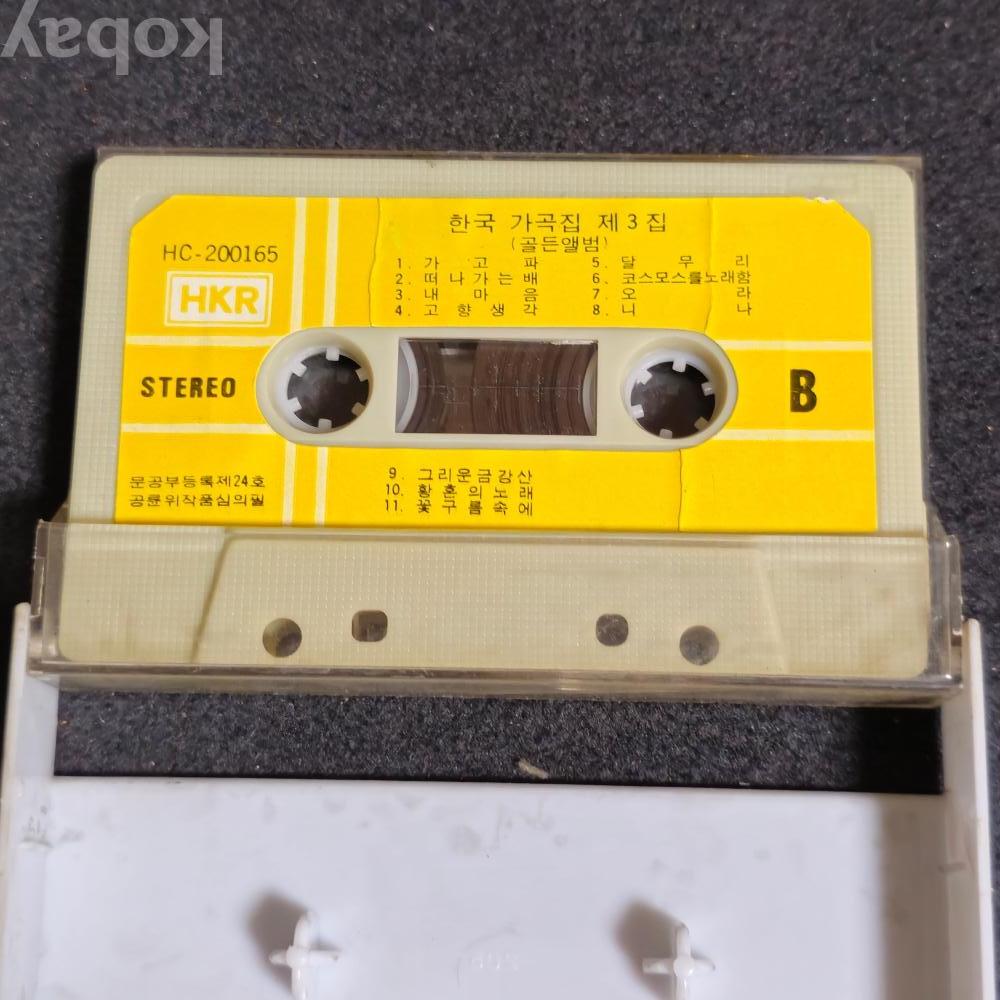 kobay
한국 가곡집 제3집
(골든앨범)
HC-200165
HKR
1. 가고파
2. 떠나가는배
3. 내마음
4. 고향생각
5. 달무리
6. 코스모스를노래함
7. 오라
8. 니나
STEREO
B
9. 그리운금강산
10. 황혼의노래
11. 꽃구름속에
문공부등록제24호
공륜위작품심의필